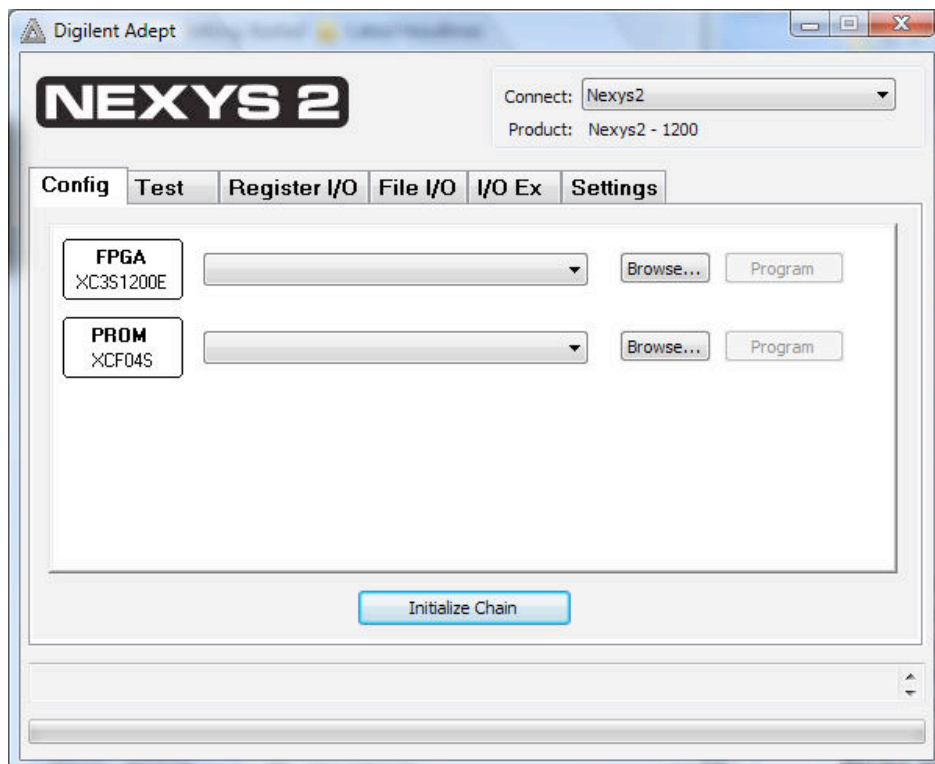 Digilent Adept
NEXYS 2
Connect: Nexys2
Product: Nexys2 - 1200
Config Test Register I/O File I/O I/O Ex Settings
FPGA
XC3S1200E
Browse... Program
PROM
XCF04S
Browse... Program
Initialize Chain